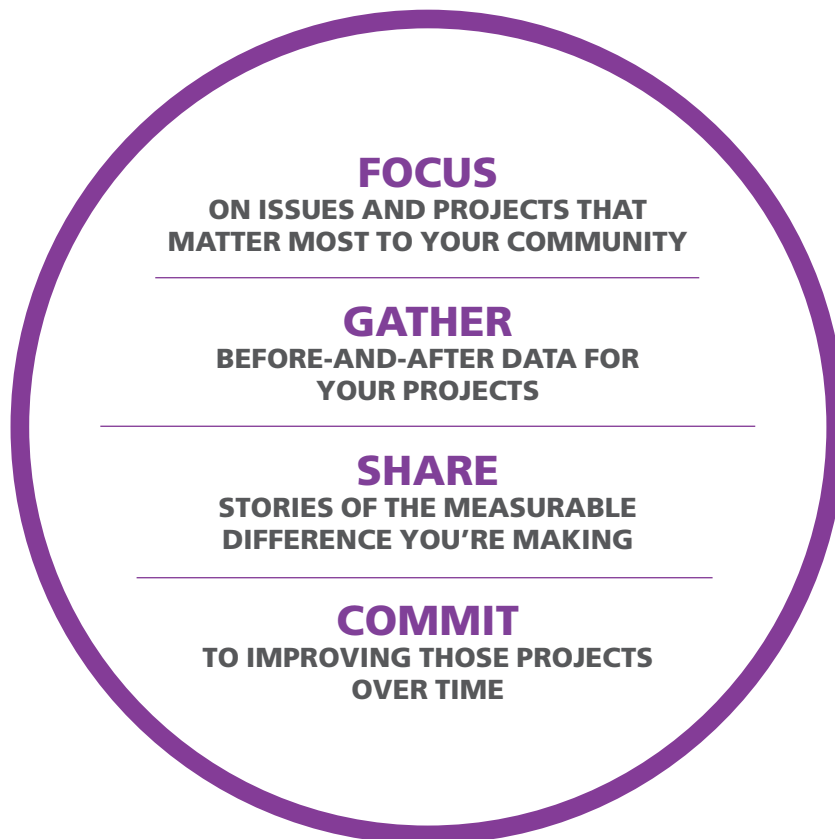 FOCUS
ON ISSUES AND PROJECTS THAT
MATTER MOST TO YOUR COMMUNITY
GATHER
BEFORE-AND-AFTER DATA FOR
YOUR PROJECTS
SHARE
STORIES OF THE MEASURABLE
DIFFERENCE YOU’RE MAKING
COMMIT
TO IMPROVING THOSE PROJECTS
OVER TIME